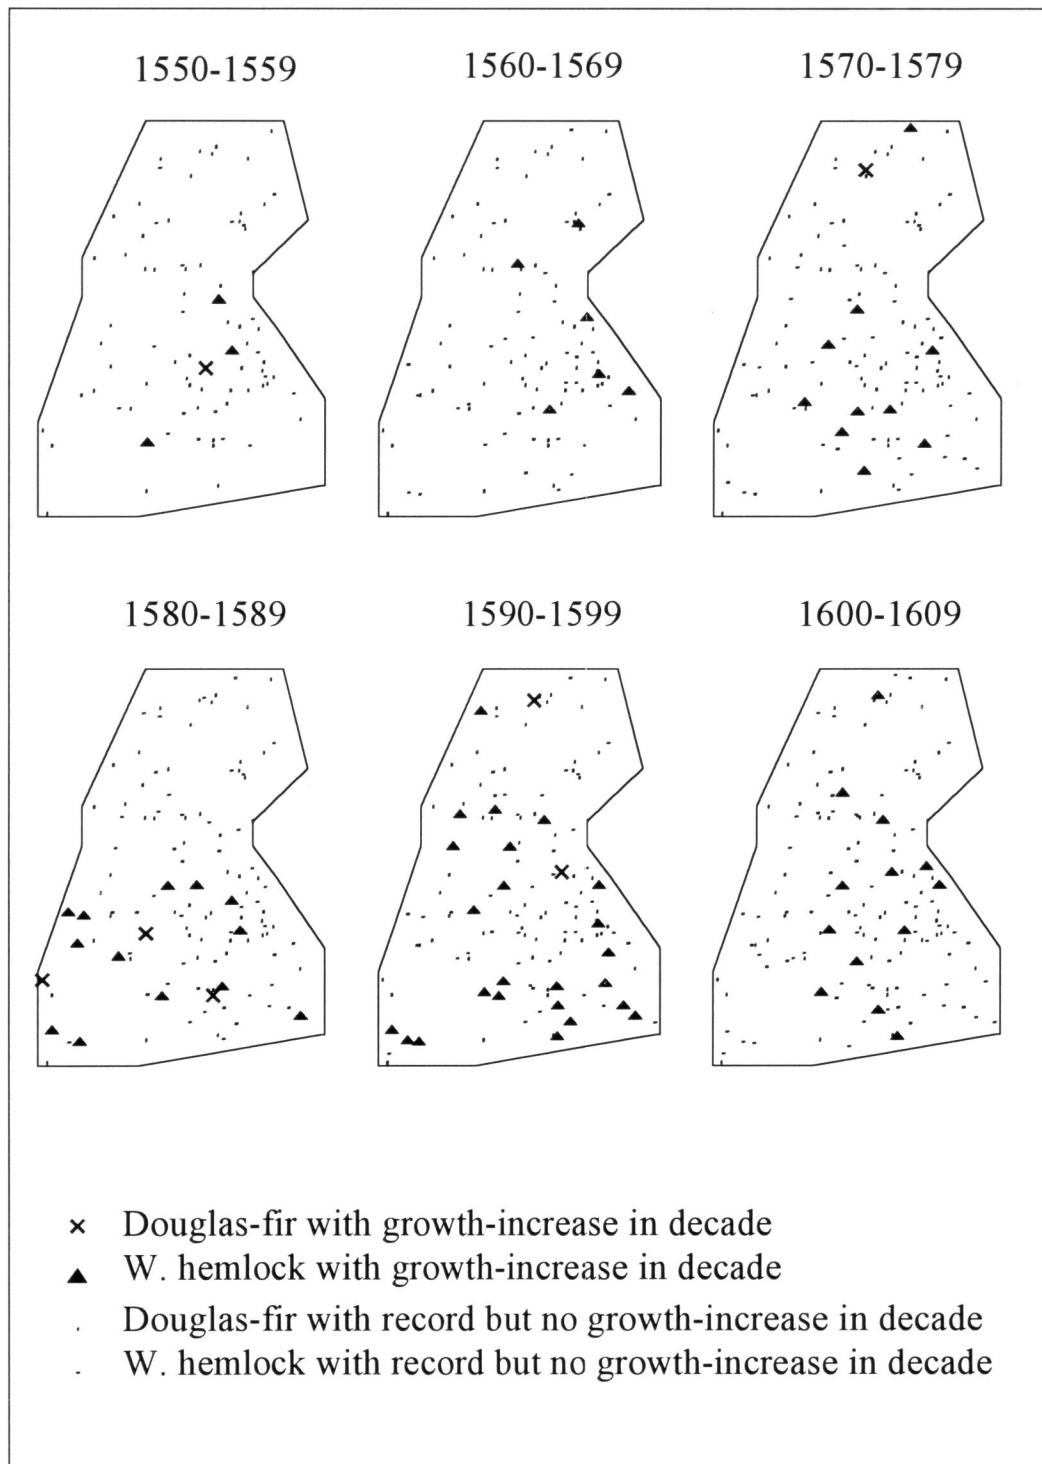 1550-1559 1560-1569 1570-1579
1580-1589 1590-1599 1600-1609
Douglas-fir with growth-increase in decade
W. hemlock with growth-increase in decade
Douglas-fir with record but no growth-increase in decade
W. hemlock with record but no growth-increase in decade